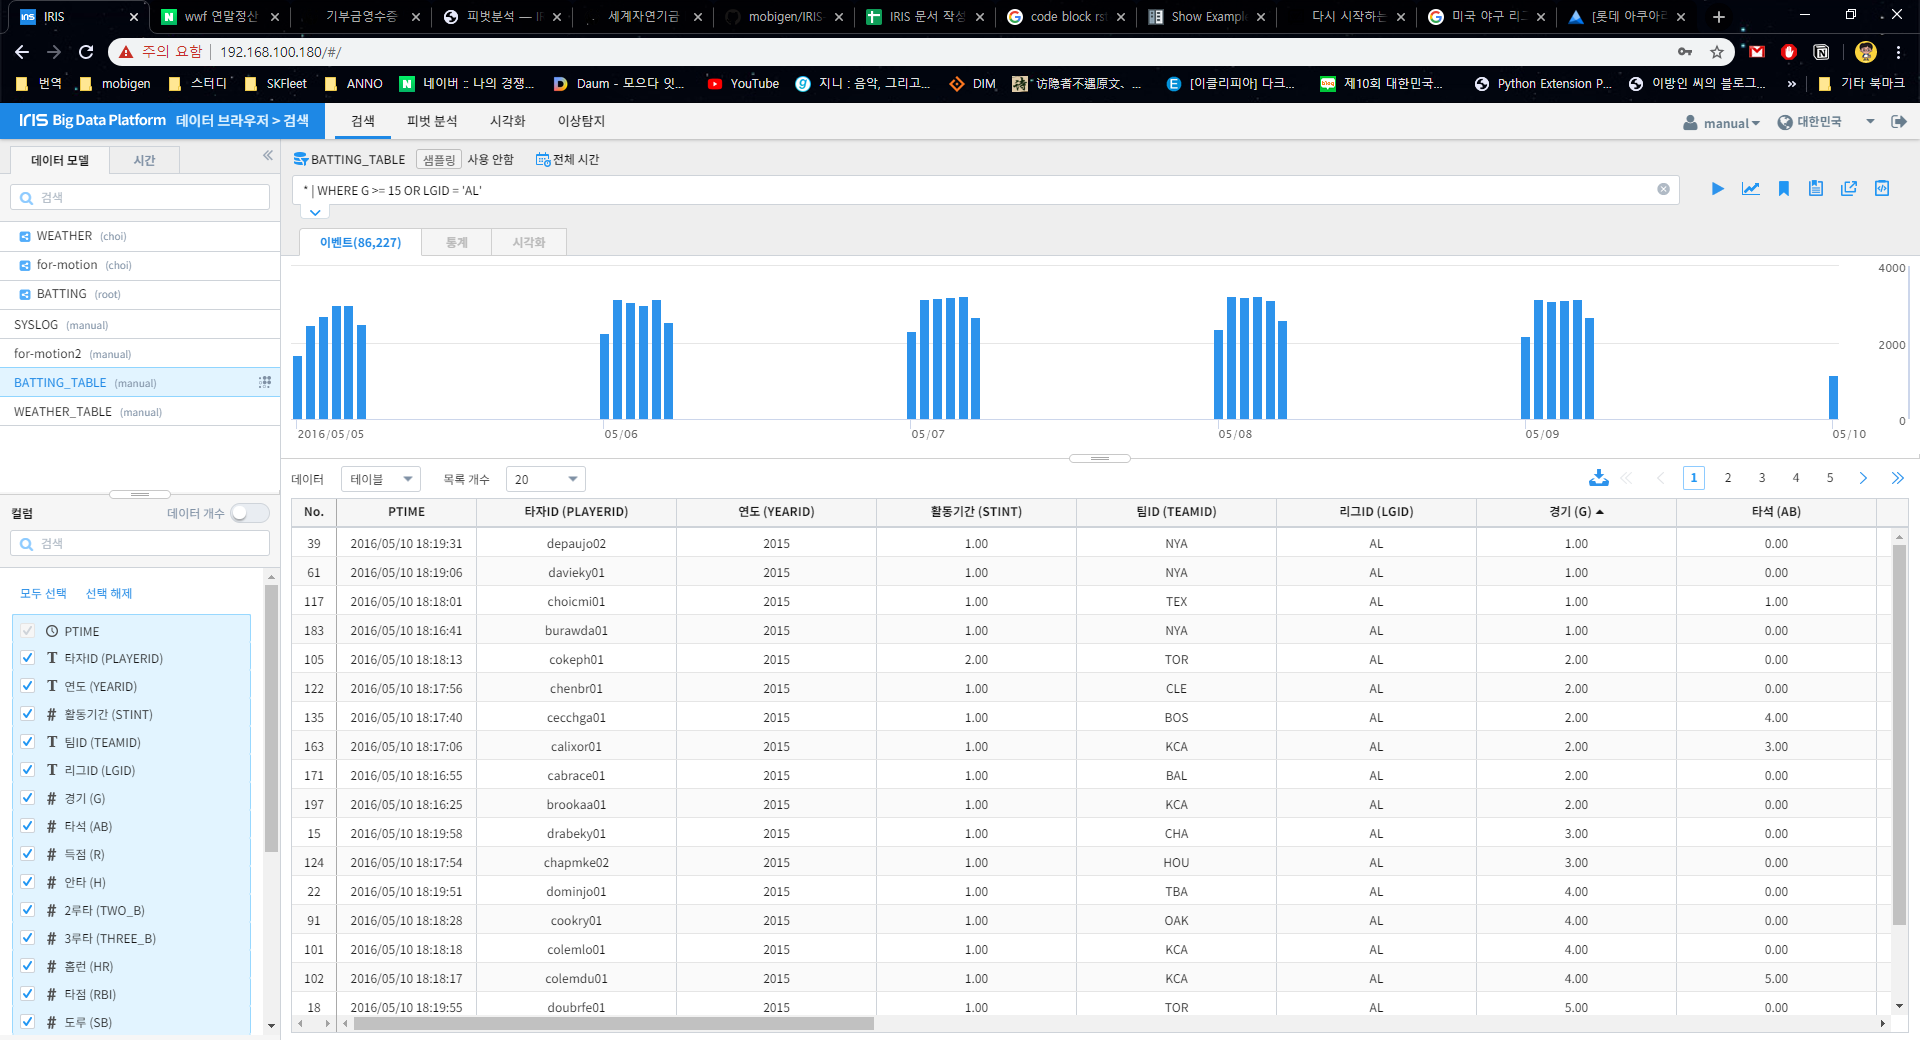 IRIS
wwf 연말정산
기부금영수증
피벗분석 — IR
세계자연기금
mobigen/IRIS
IRIS 문서 작성
code block rst
Show Example
다시 시작하는
미국 야구 리그
[롯데 아쿠아리
주의 요함 | 192.168.100.180/#/
번역
mobigen
스터디
SKFleet
ANNO
네이버 :: 나의 경쟁...
Daum - 모으다 잇...
YouTube
지니 : 음악, 그리고...
DIM
访隐者不遇原文、...
[이클리피아] 다크...
제10회 대한민국...
Python Extension P...
이방인 씨의 블로그...
»
기타 북마크
IRIS Big Data Platform 데이터 브라우저 > 검색
검색
피벗 분석
시각화
이상탐지
manual
대한민국
데이터 모델
시간
검색
WEATHER (choi)
for-motion (choi)
BATTING (root)
SYSLOG (manual)
for-motion2 (manual)
BATTING_TABLE (manual)
WEATHER_TABLE (manual)
컬럼
데이터 개수
검색
모두 선택 선택 해제
PTIME
T 타자ID (PLAYERID)
T 연도 (YEARID)
# 활동기간 (STINT)
T 팀ID (TEAMID)
T 리그ID (LGID)
# 경기 (G)
# 타석 (AB)
# 득점 (R)
# 안타 (H)
# 2루타 (TWO_B)
# 3루타 (THREE_B)
# 홈런 (HR)
# 타점 (RBI)
# 도루 (SB)
BATTING_TABLE 샘플링 사용 안함 전체 시간
* | WHERE G >= 15 OR LGID = 'AL'
이벤트(86,227)
통계
시각화
4000
2000
0
2016/05/05 05/06 05/07 05/08 05/09 05/10
데이터 테이블 목록 개수 20
1 2 3 4 5
No. PTIME 타자ID (PLAYERID) 연도 (YEARID) 활동기간 (STINT) 팀ID (TEAMID) 리그ID (LGID) 경기 (G) 타석 (AB)
39 2016/05/10 18:19:31 depaujo02 2015 1.00 NYA AL 1.00 0.00
61 2016/05/10 18:19:06 davieky01 2015 1.00 NYA AL 1.00 0.00
117 2016/05/10 18:18:01 choicmi01 2015 1.00 TEX AL 1.00 1.00
183 2016/05/10 18:16:41 burawda01 2015 1.00 NYA AL 1.00 0.00
105 2016/05/10 18:18:13 cokeph01 2015 2.00 TOR AL 2.00 0.00
122 2016/05/10 18:17:56 chenbr01 2015 1.00 CLE AL 2.00 0.00
135 2016/05/10 18:17:40 cecchga01 2015 1.00 BOS AL 2.00 4.00
163 2016/05/10 18:17:06 calixor01 2015 1.00 KCA AL 2.00 3.00
171 2016/05/10 18:16:55 cabrace01 2015 1.00 BAL AL 2.00 0.00
197 2016/05/10 18:16:25 brookaa01 2015 1.00 KCA AL 2.00 0.00
15 2016/05/10 18:19:58 drabeky01 2015 1.00 CHA AL 3.00 0.00
124 2016/05/10 18:17:54 chapmke02 2015 1.00 HOU AL 3.00 0.00
22 2016/05/10 18:19:51 dominjo01 2015 1.00 TBA AL 4.00 0.00
91 2016/05/10 18:18:28 cookry01 2015 1.00 OAK AL 4.00 0.00
101 2016/05/10 18:18:18 colemlo01 2015 1.00 KCA AL 4.00 0.00
102 2016/05/10 18:18:17 colemdu01 2015 1.00 KCA AL 4.00 5.00
18 2016/05/10 18:19:55 doubrfe01 2015 1.00 TOR AL 5.00 0.00